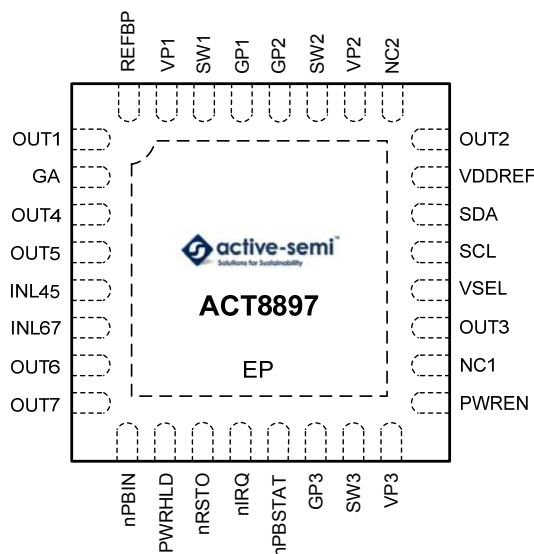 REFBP
VP1
SW1
GP1
GP2
SW2
VP2
NC2
OUT1
GA
OUT4
OUT5
INL45
INL67
OUT6
OUT7
OUT2
VDDREF
SDA
SCL
VSEL
OUT3
NC1
PWREN
active-semi™
Solutions for Sustainability
ACT8897
EP
nPBIN
PWRHLD
nRSTO
nIRQ
nPBSTAT
GP3
SW3
VP3